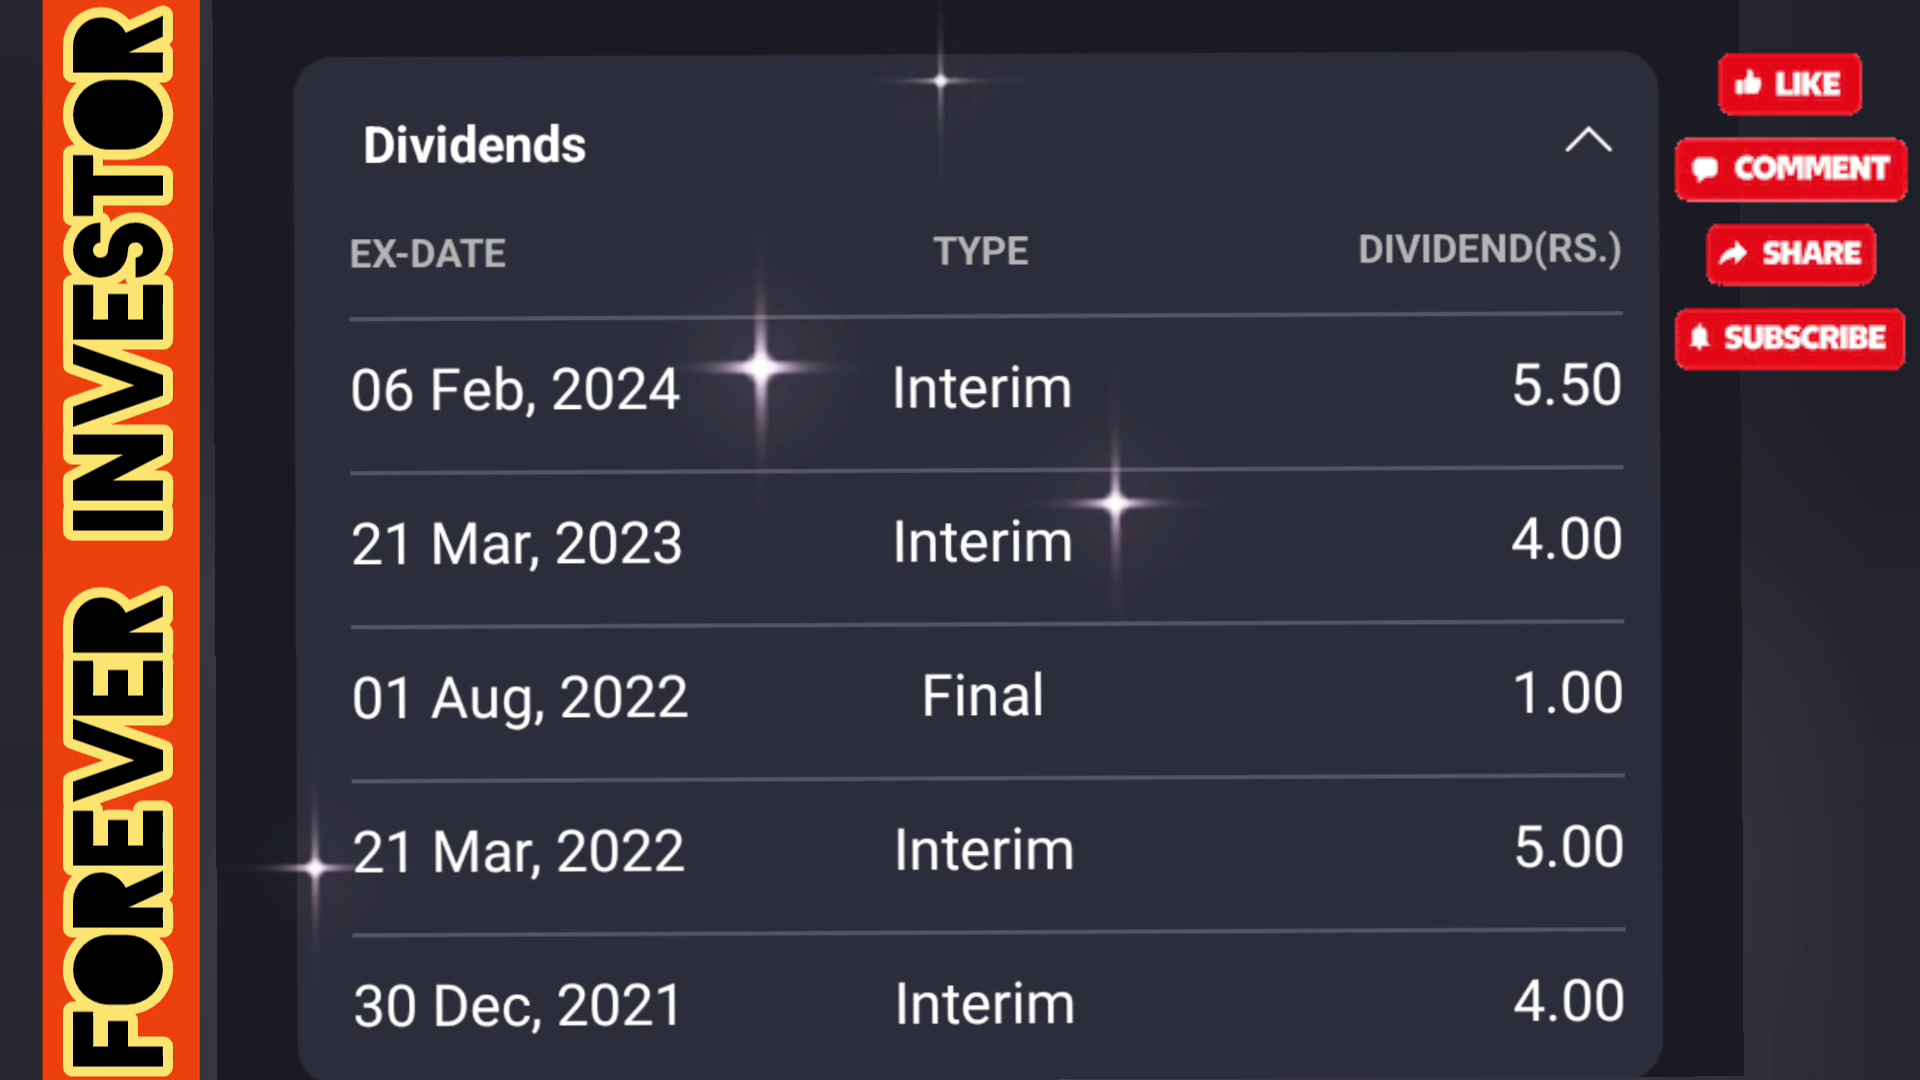 FOREVER INVESTOR
Dividends
EX-DATE TYPE DIVIDEND(RS.)
06 Feb, 2024 Interim 5.50
21 Mar, 2023 Interim 4.00
01 Aug, 2022 Final 1.00
21 Mar, 2022 Interim 5.00
30 Dec, 2021 Interim 4.00
LIKE
COMMENT
SHARE
SUBSCRIBE